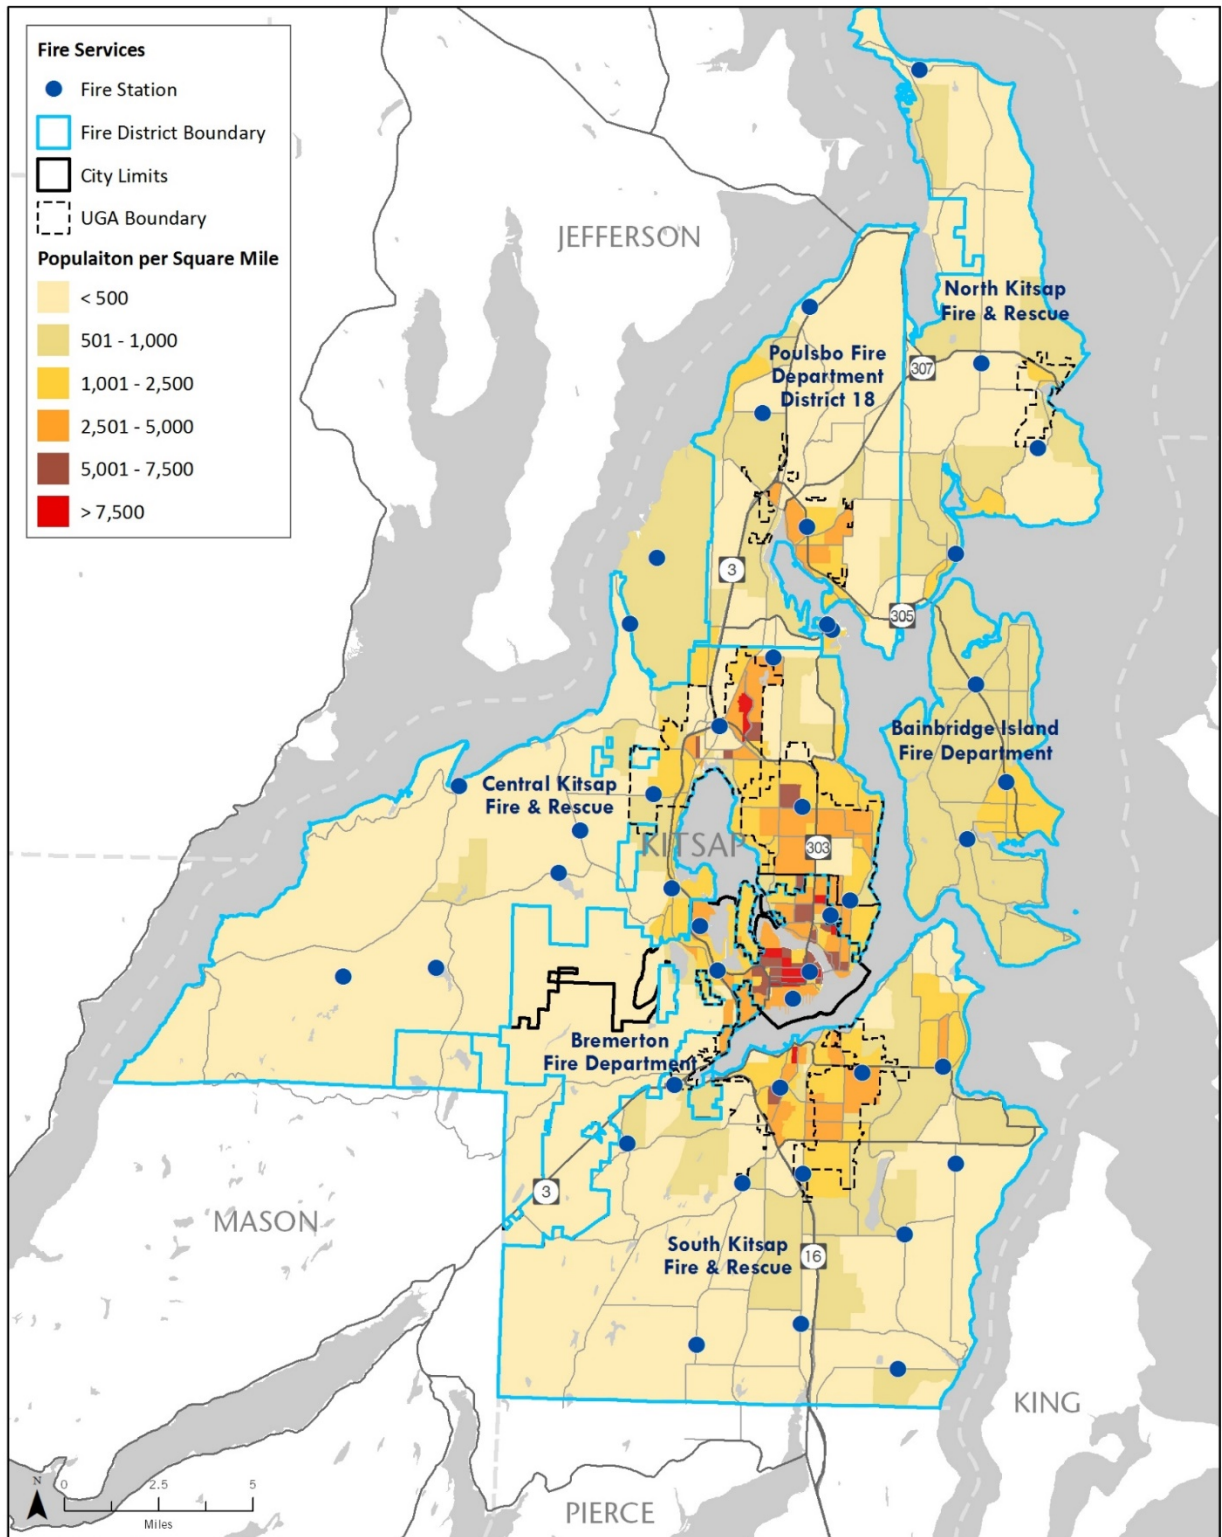 Fire Services
Fire Station
Fire District Boundary
City Limits
UGA Boundary
Populaiton per Square Mile
< 500
501 - 1,000
1,001 - 2,500
2,501 - 5,000
5,001 - 7,500
> 7,500
JEFFERSON
North Kitsap
Fire & Rescue
Poulsbo Fire
Department
District 18
307
3
305
Bainbridge Island
Fire Department
Central Kitsap
Fire & Rescue
KITSAP
303
Bremerton
Fire Department
3
MASON
South Kitsap
Fire & Rescue
16
KING
PIERCE
N
0 2.5 5
Miles